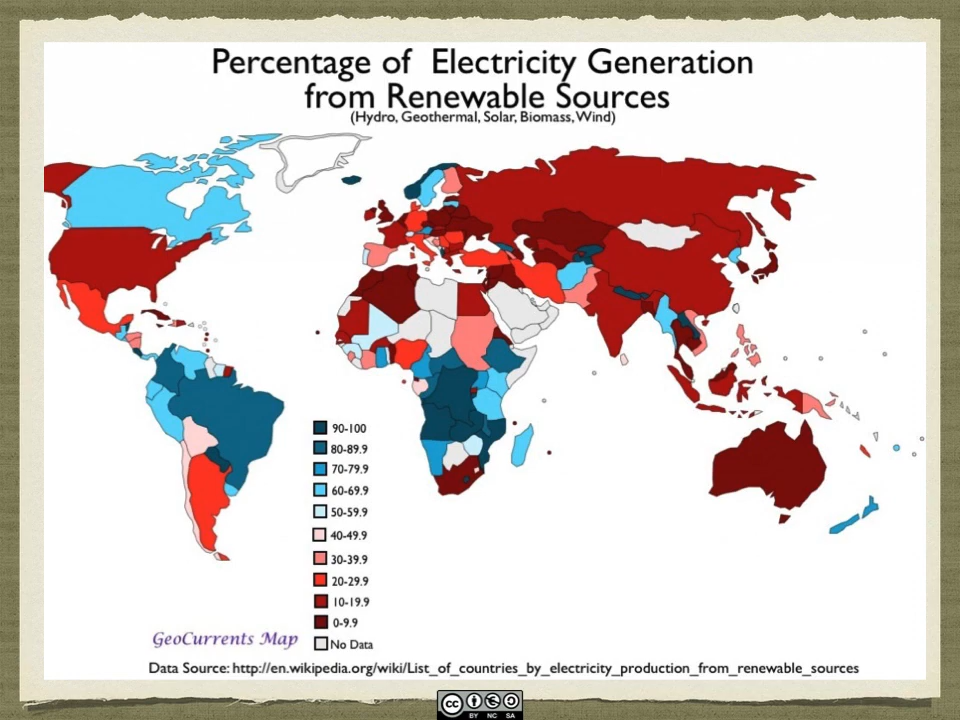 Percentage of Electricity Generation
from Renewable Sources
(Hydro, Geothermal, Solar, Biomass, Wind)
90-100
80-89.9
70-79.9
60-69.9
50-59.9
40-49.9
30-39.9
20-29.9
10-19.9
0-9.9
No Data
GeoCurrents Map
Data Source: http://en.wikipedia.org/wiki/List_of_countries_by_electricity_production_from_renewable_sources
cc
BY NC SA